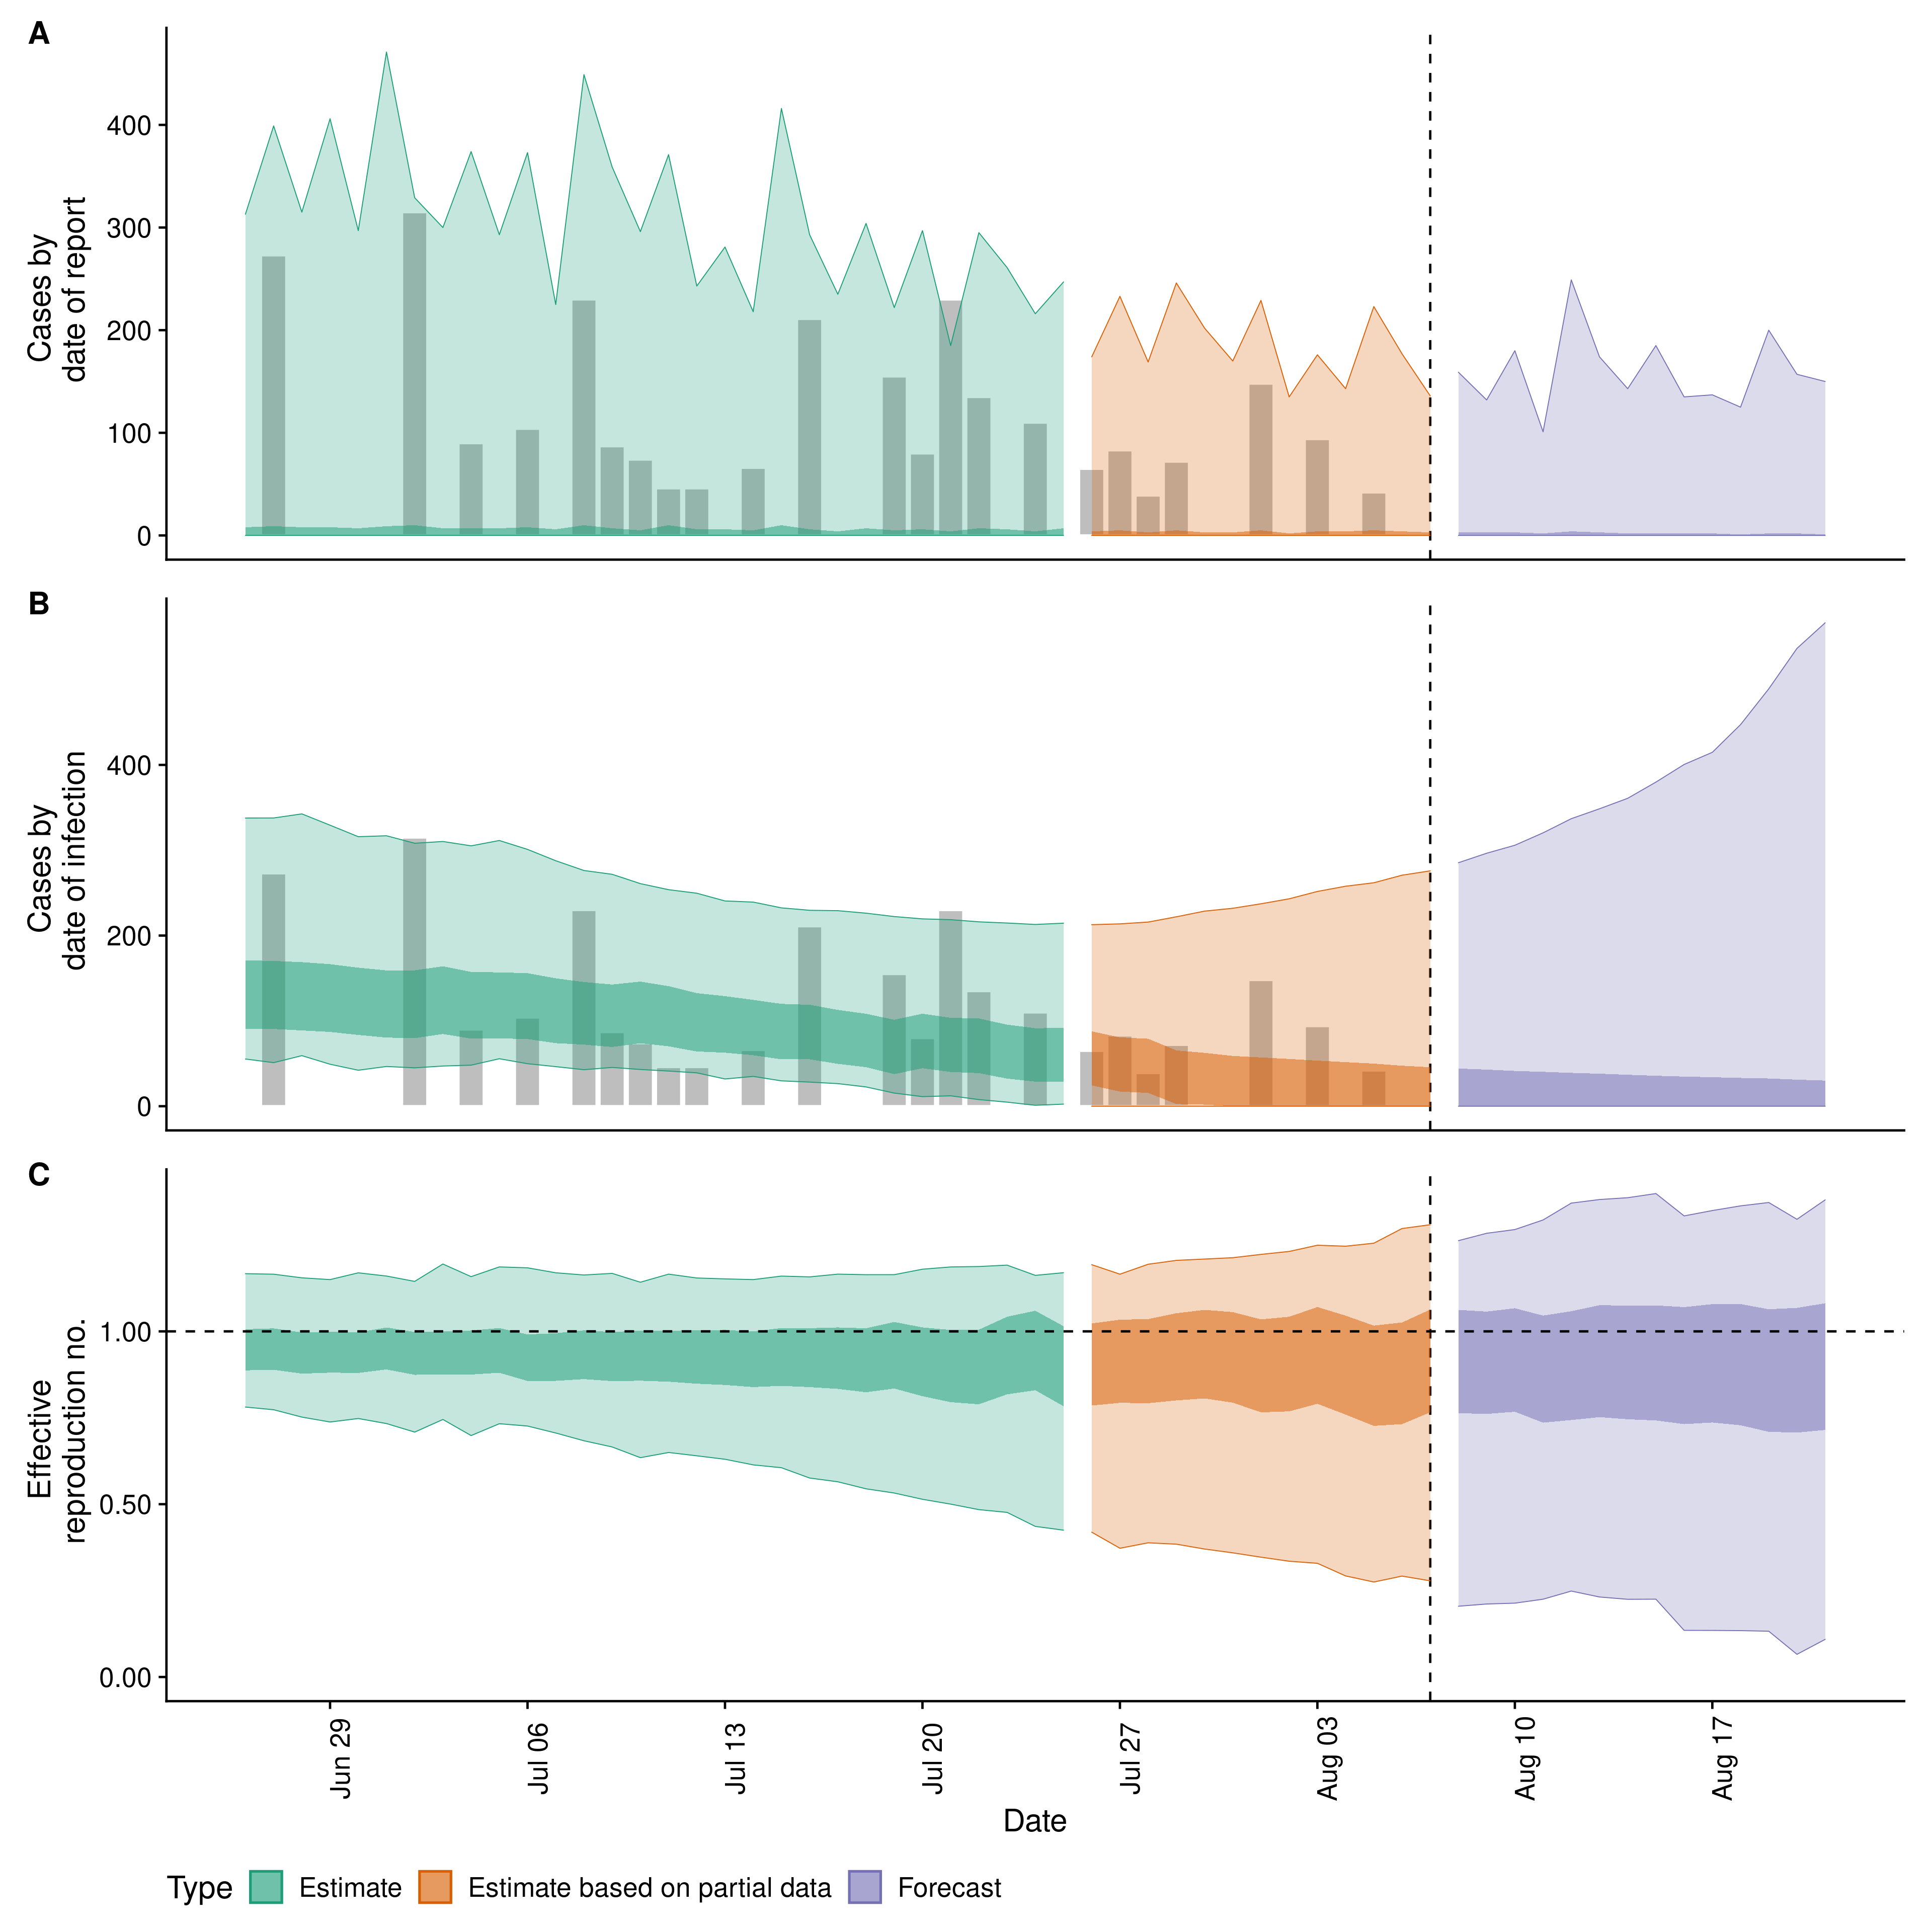 A
Cases by
date of report
400
300
200
100
0
B
Cases by
date of infection
400
200
0
C
Effective
reproduction no.
1.00
0.50
0.00
Jun 29
Jul 06
Jul 13
Jul 20
Jul 27
Aug 03
Aug 10
Aug 17
Date
Type Estimate Estimate based on partial data Forecast